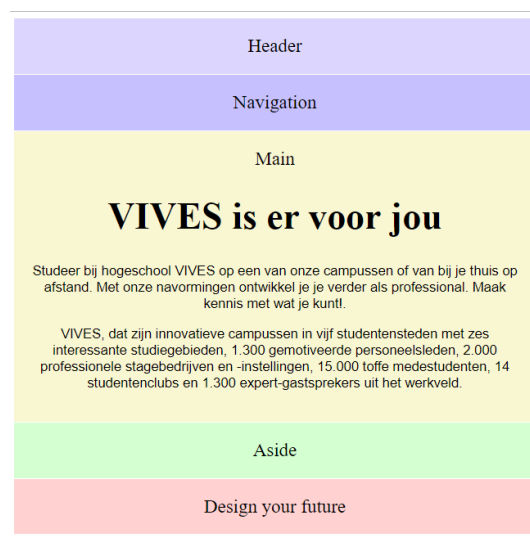 Header
Navigation
Main
VIVES is er voor jou
Studeer bij hogeschool VIVES op een van onze campussen of van bij je thuis op
afstand. Met onze navormingen ontwikkel je je verder als professional. Maak
kennis met wat je kunt!.
VIVES, dat zijn innovatieve campussen in vijf studentensteden met zes
interessante studiegebieden, 1.300 gemotiveerde personeelsleden, 2.000
professionele stagebedrijven en -instellingen, 15.000 toffe medestudenten, 14
studentenclubs en 1.300 expert-gastsprekers uit het werkveld.
Aside
Design your future